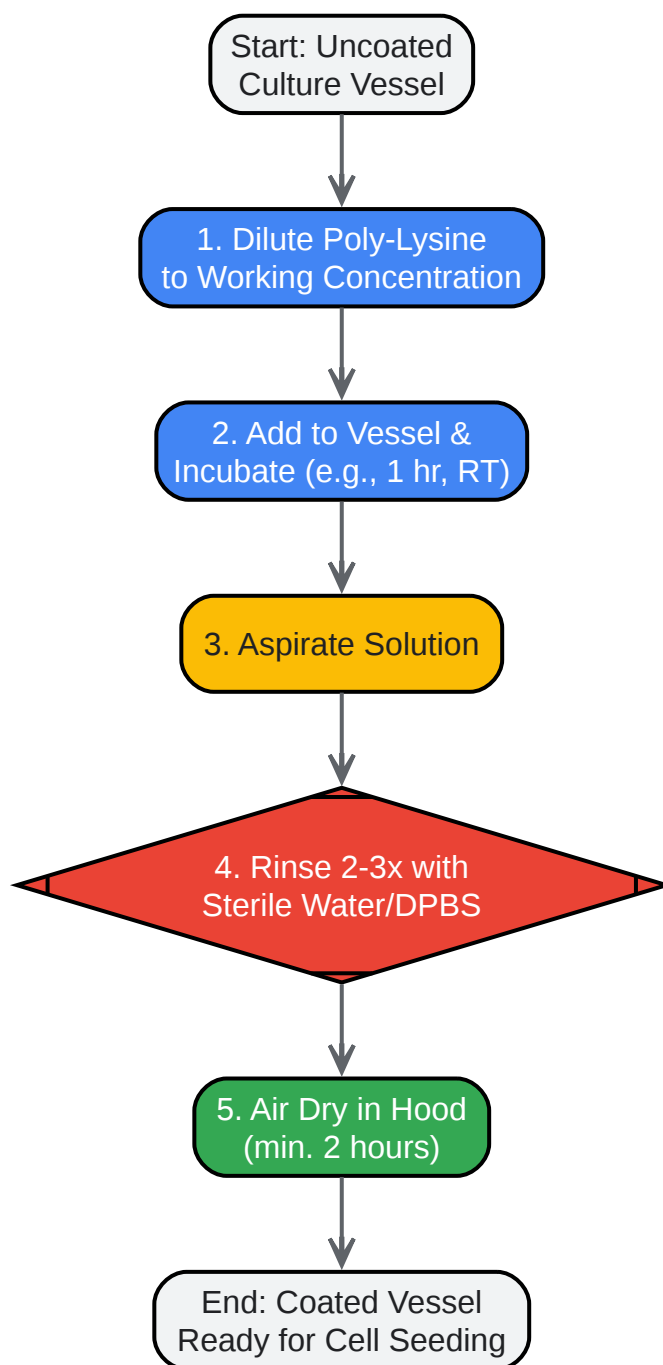 Start: Uncoated
Culture Vessel
1. Dilute Poly-Lysine
to Working Concentration
2. Add to Vessel &
Incubate (e.g., 1 hr, RT)
3. Aspirate Solution
4. Rinse 2-3x with
Sterile Water/DPBS
5. Air Dry in Hood
(min. 2 hours)
End: Coated Vessel
Ready for Cell Seeding